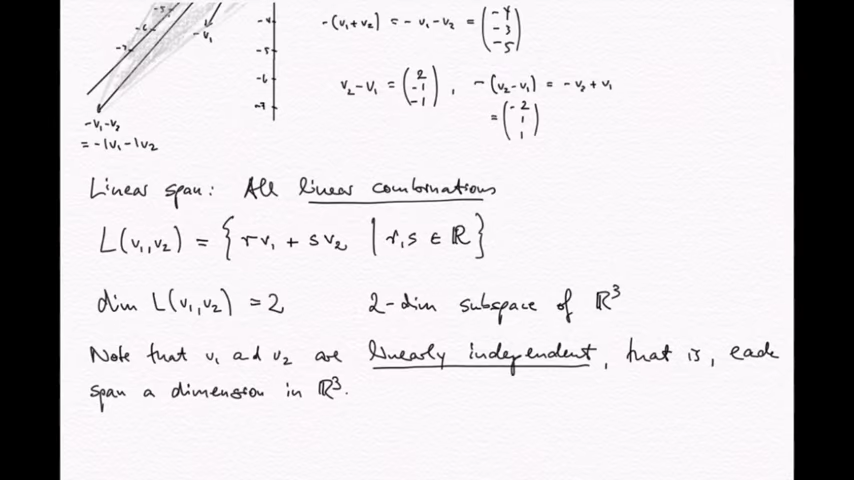 -5
-6
-7
-v₁
-v₁-v₂
= -1v₁-1v₂
-4
-5
-6
-7
-(v₁+v₂) = -v₁-v₂ = (-4 -3 -5)
v₂-v₁ = (2 -1 -1) , -(v₂-v₁) = -v₂+v₁
= (-2 1 1)
Linear span: All linear combinations
L(v₁,v₂) = { rv₁ + sv₂ | r,s ∈ ℝ }
dim L(v₁,v₂) = 2 2-dim subspace of ℝ³
Note that v₁ and v₂ are linearly independent, that is, each
span a dimension in ℝ³.